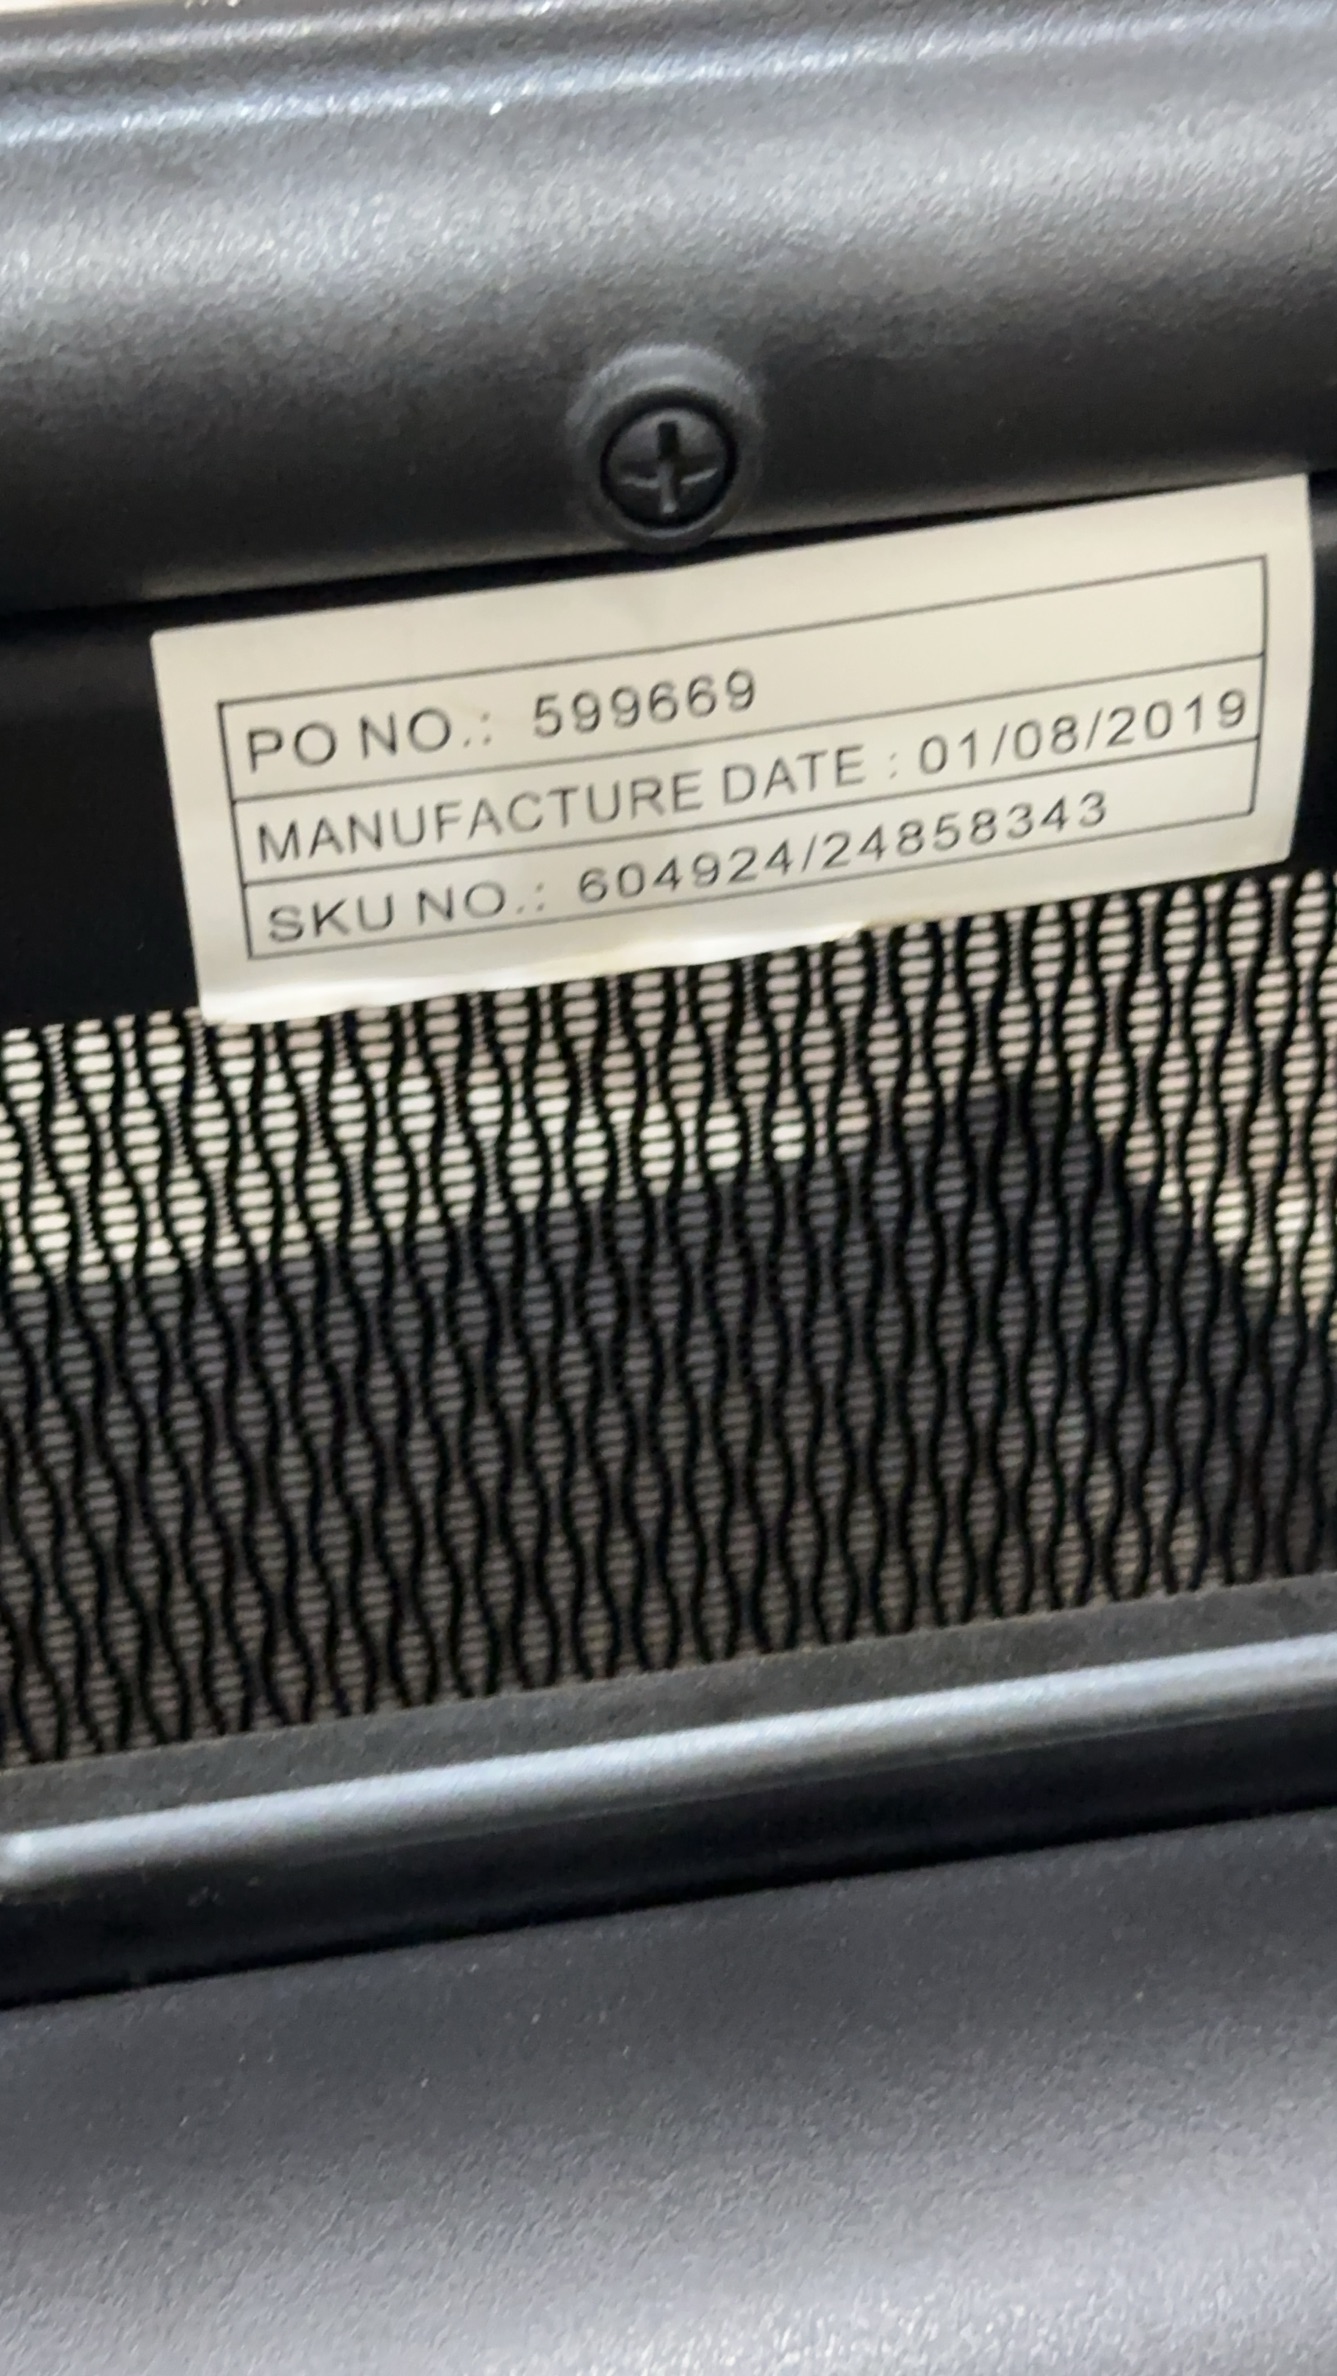 PO NO.: 599669
MANUFACTURE DATE : 01/08/2019
SKU NO.: 604924/24858343